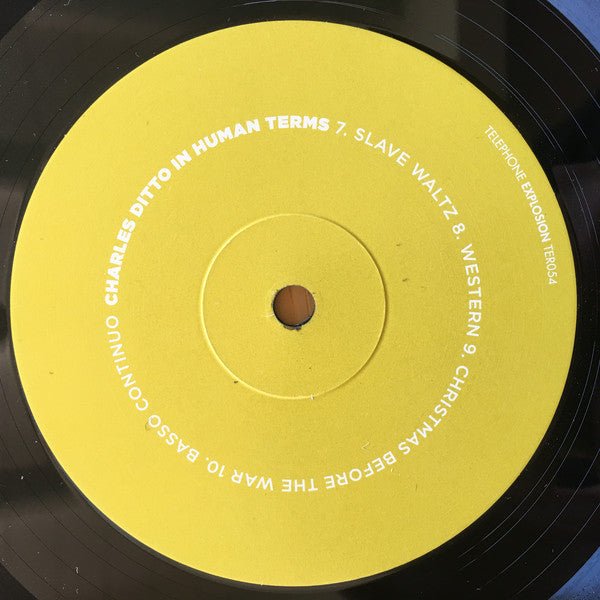 CHARLES DITTO IN HUMAN TERMS 7. SLAVE WALTZ 8. WESTERN 9. CHRISTMAS BEFORE THE WAR 10. BASSO CONTINUO
TELEPHONE EXPLOSION TER054